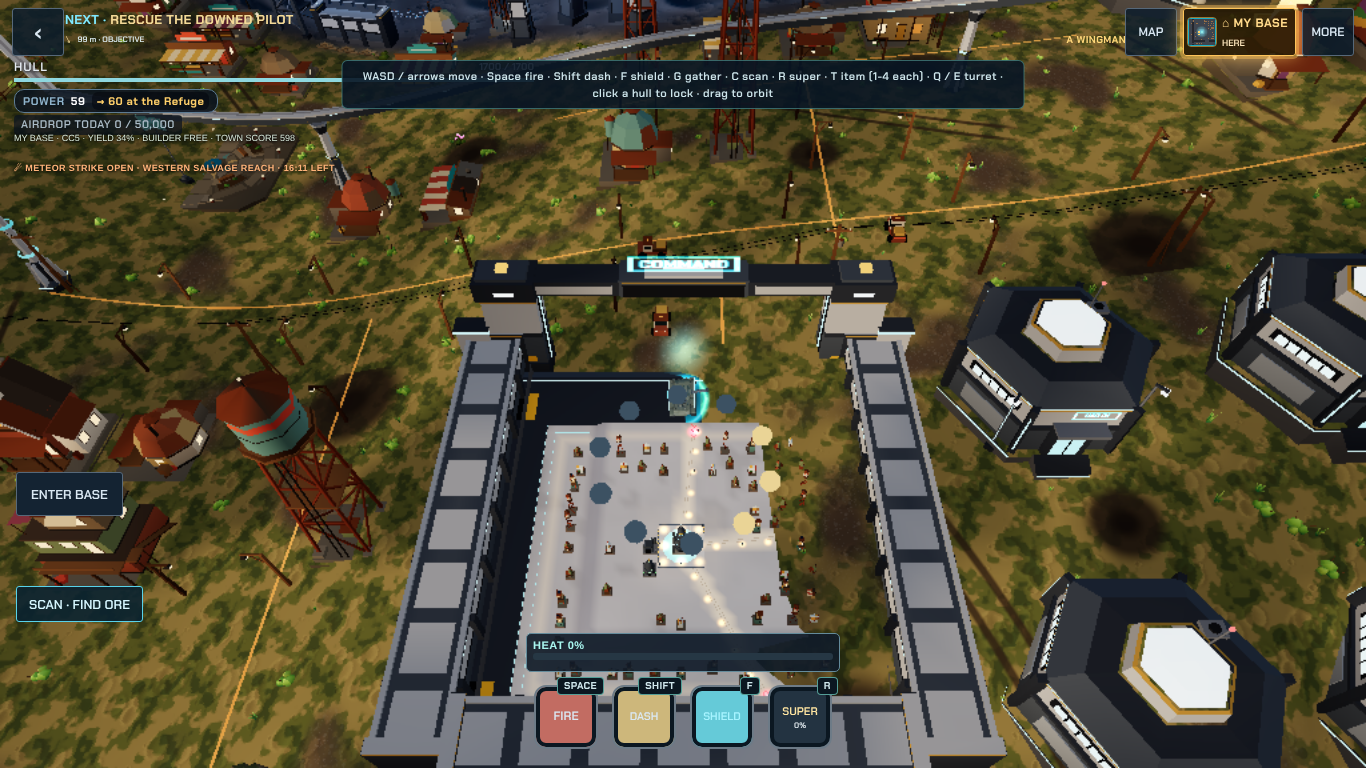 ‹
NEXT · RESCUE THE DOWNED PILOT
99 m · OBJECTIVE
HULL
1700 / 1700
POWER 59 → 60 at the Refuge
AIRDROP TODAY 0 / 50,000
MY BASE · CC5 · YIELD 34% · BUILDER FREE · TOWN SCORE 598
METEOR STRIKE OPEN · WESTERN SALVAGE REACH · 16:11 LEFT
WASD / arrows move · Space fire · Shift dash · F shield · G gather · C scan · R super · T item (1-4 each) · Q / E turret ·
click a hull to lock · drag to orbit
A WINGMAN
MAP
⌂ MY BASE
HERE
MORE
COMMAND
ENTER BASE
SCAN · FIND ORE
HEAT 0%
SPACE
SHIFT
F
R
FIRE
DASH
SHIELD
SUPER
0%